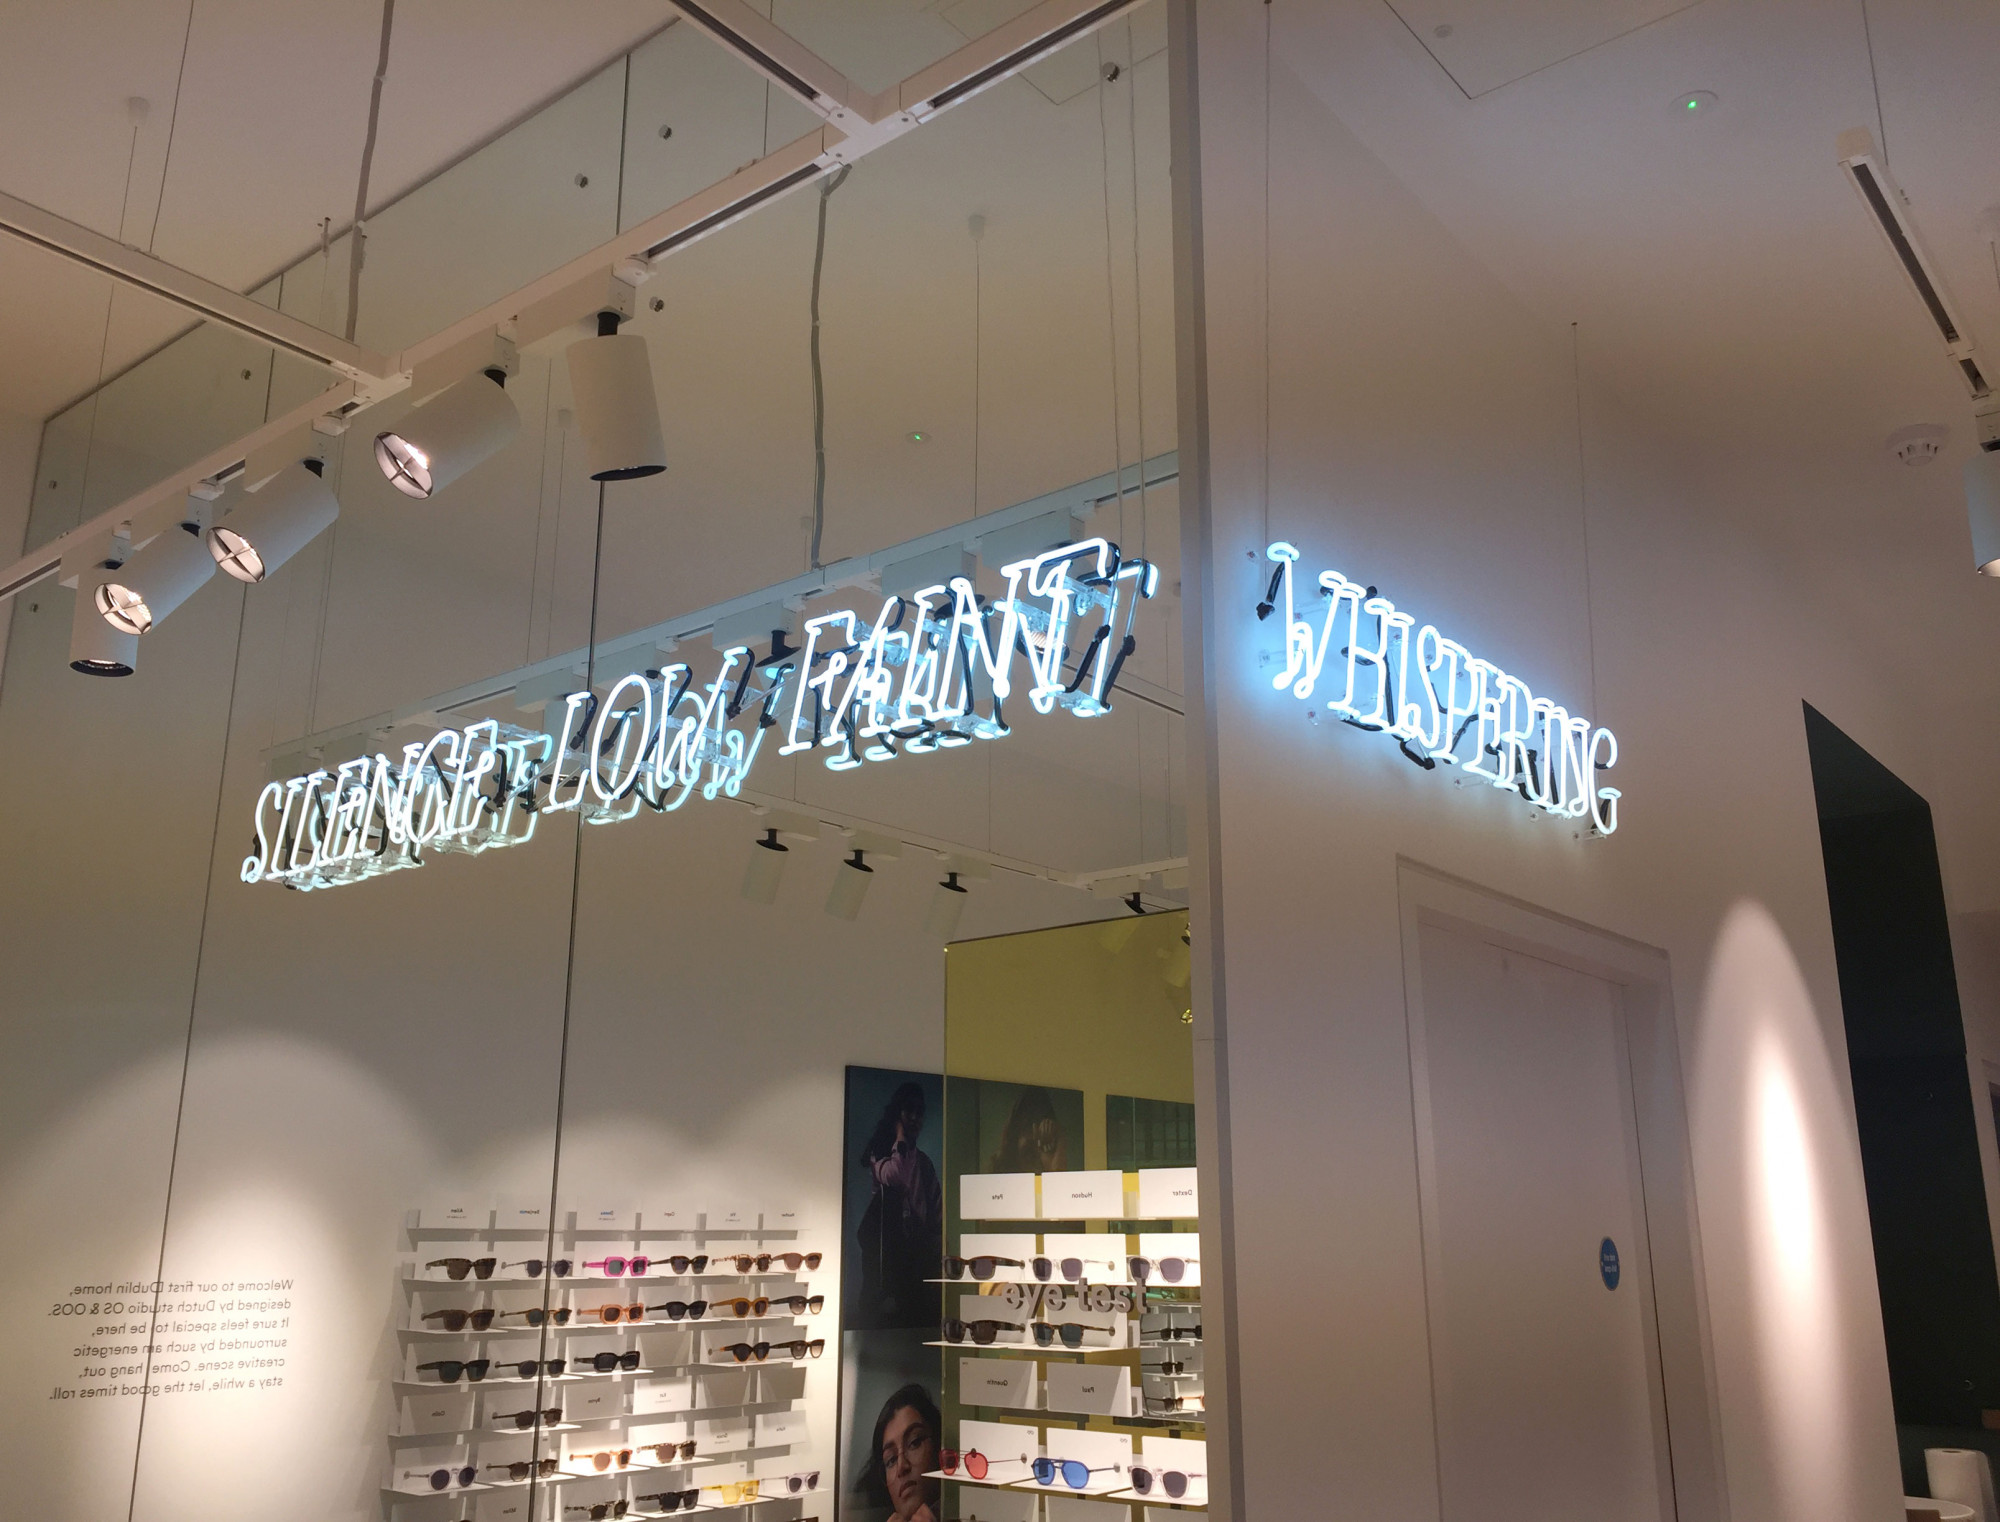 SILENCE LOW FAINT WHISPERING
Welcome to our first Dublin home,
designed by Dutch studio OS & OOS.
It sure feels special to be here,
surrounded by such an energetic
creative scene. Come, hang out,
stay a while, let the good times roll.
eye test
Pete
Hudson
Dexter
Quentin
Paul